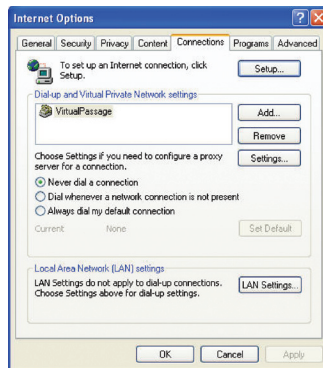 Internet Options
General Security Privacy Content Connections Programs Advanced
To set up an Internet connection, click Setup.
Setup...
Dial-up and Virtual Private Network settings
VirtualPassage
Add...
Remove
Choose Settings if you need to configure a proxy server for a connection.
Settings...
Never dial a connection
Dial whenever a network connection is not present
Always dial my default connection
Current None
Set Default
Local Area Network (LAN) settings
LAN Settings do not apply to dial-up connections. Choose Settings above for dial-up settings.
LAN Settings...
OK Cancel Apply